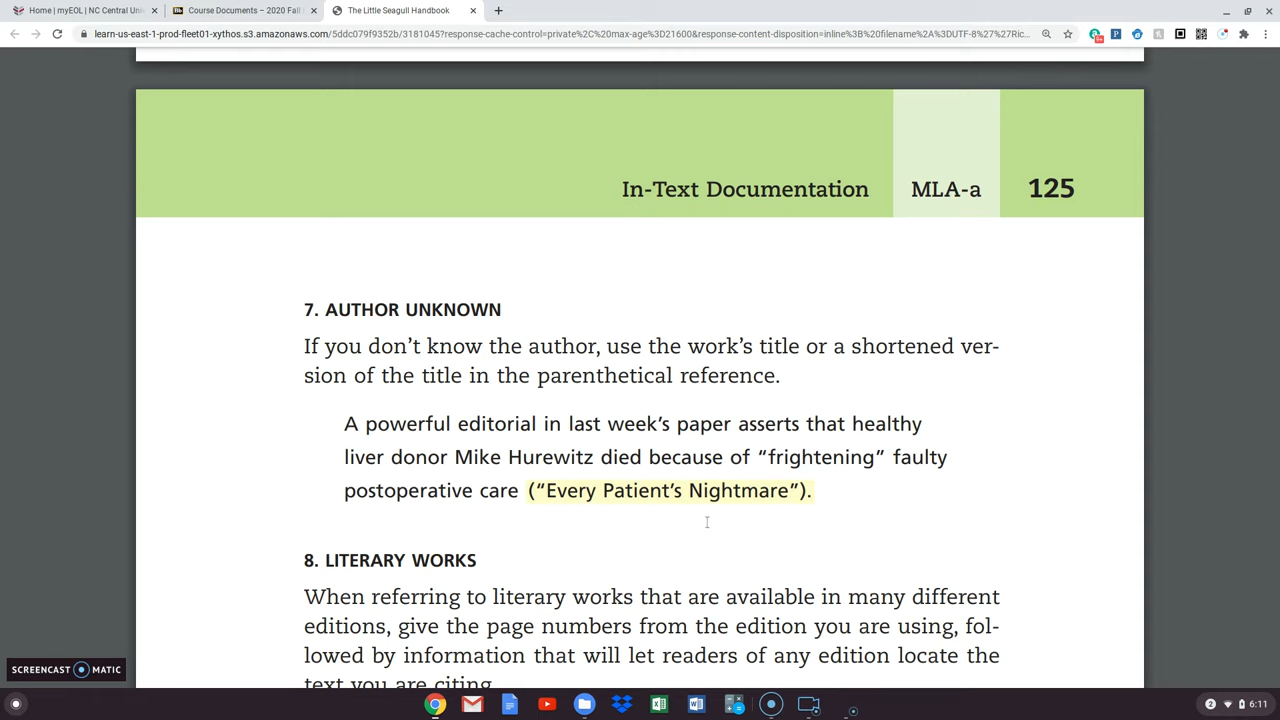 Home | myEOL | NC Central Uni
Course Documents – 2020 Fall
The Little Seagull Handbook
learn-us-east-1-prod-fleet01-xythos.s3.amazonaws.com/5ddc079f9352b/3181045?response-cache-control=private%2C%20max-age%3D21600&response-content-disposition=inline%3B%20filename%2A%3DUTF-8%27%27Ric...
In-Text Documentation MLA-a 125
7. AUTHOR UNKNOWN
If you don’t know the author, use the work’s title or a shortened ver-
sion of the title in the parenthetical reference.
A powerful editorial in last week’s paper asserts that healthy
liver donor Mike Hurewitz died because of “frightening” faulty
postoperative care (“Every Patient’s Nightmare”).
8. LITERARY WORKS
When referring to literary works that are available in many different
editions, give the page numbers from the edition you are using, fol-
lowed by information that will let readers of any edition locate the
text you are citing.
SCREENCAST MATIC
2 6:11